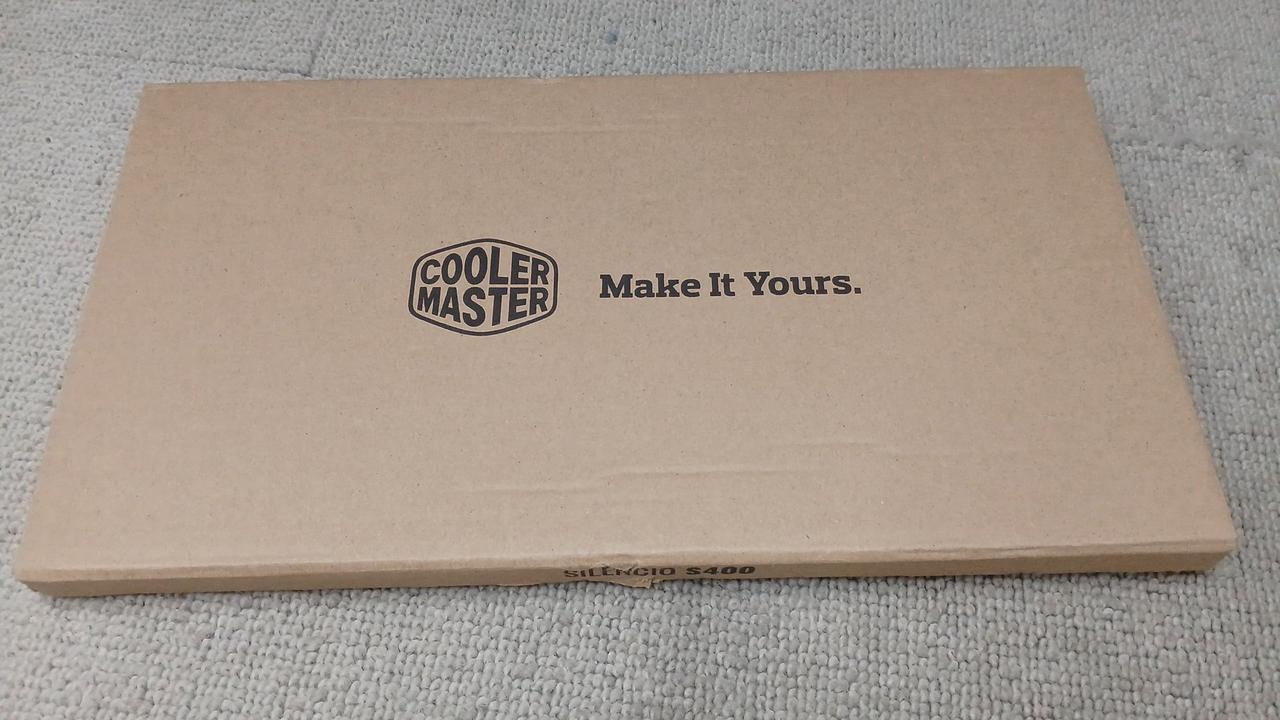 COOLER
MASTER
Make It Yours.
SILENCIO S400